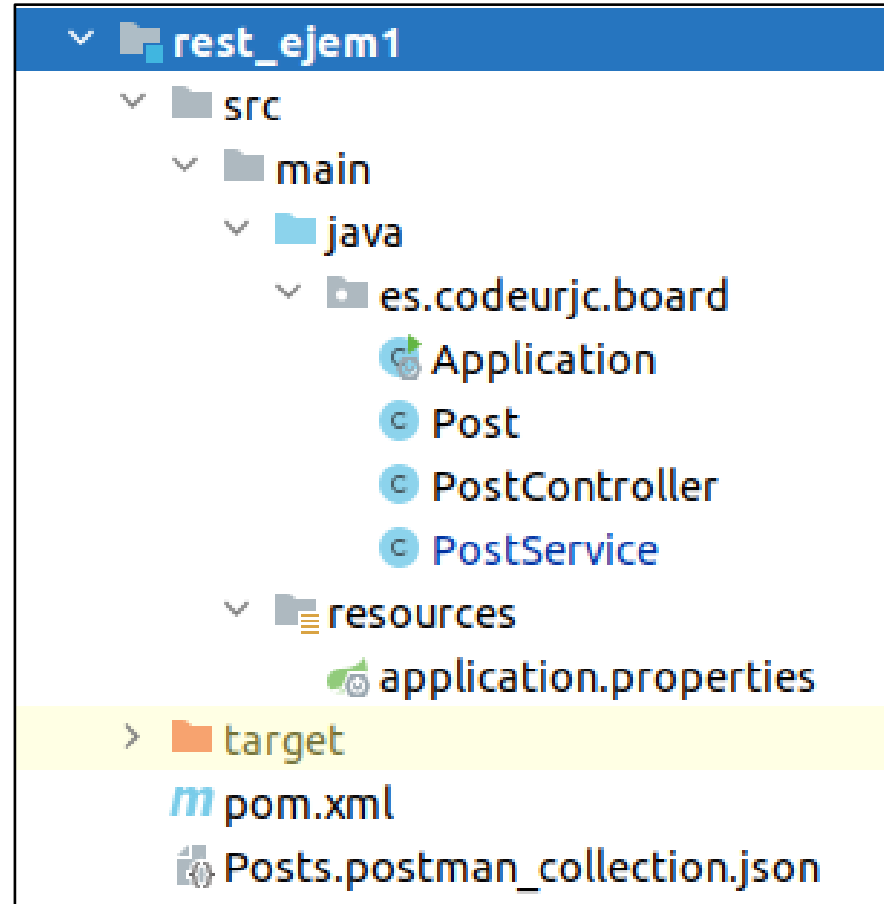 rest_ejem1
src
main
java
es.codeurjc.board
Application
Post
PostController
PostService
resources
application.properties
target
pom.xml
Posts.postman_collection.json